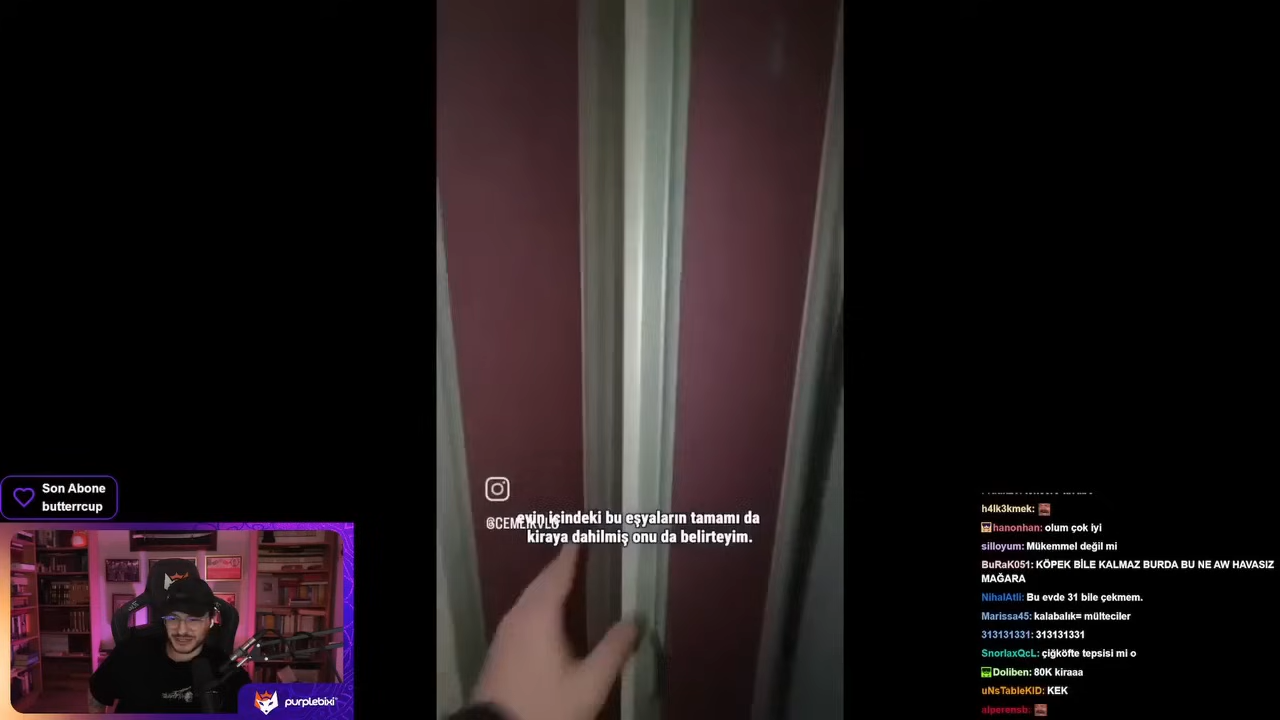 @CEMLKVLG
evin içindeki bu eşyaların tamamı da
kiraya dahilmiş onu da belirteyim.
Son Abone
butterrcup
purplebixi
h4lk3kmek:
hanonhan: olum çok iyi
silloyum: Mükemmel değil mi
BuRaK051: KÖPEK BİLE KALMAZ BURDA BU NE AW HAVASIZ
MAĞARA
NihalAtli: Bu evde 31 bile çekmem.
Marissa45: kalabalık= mülteciler
313131331: 313131331
SnorlaxQcL: çiğköfte tepsisi mi o
Doliben: 80K kiraaa
uNsTableKID: KEK
alperensb: